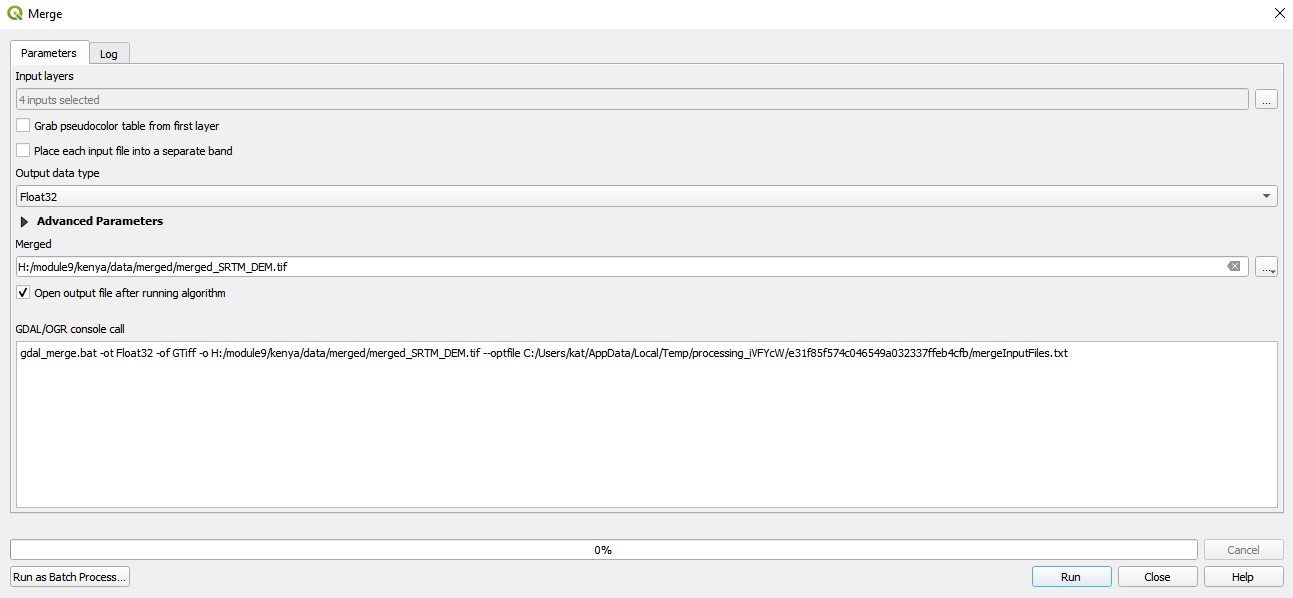 Merge
Parameters
Log
Input layers
4 inputs selected
...
Grab pseudocolor table from first layer
Place each input file into a separate band
Output data type
Float32
Advanced Parameters
Merged
H:/module9/kenya/data/merged/merged_SRTM_DEM.tif
...
Open output file after running algorithm
GDAL/OGR console call
gdal_merge.bat -ot Float32 -of GTiff -o H:/module9/kenya/data/merged/merged_SRTM_DEM.tif --optfile C:/Users/kat/AppData/Local/Temp/processing_iVFYcW/e31f85f574c046549a032337ffeb4cfb/mergeInputFiles.txt
0%
Cancel
Run as Batch Process...
Run
Close
Help